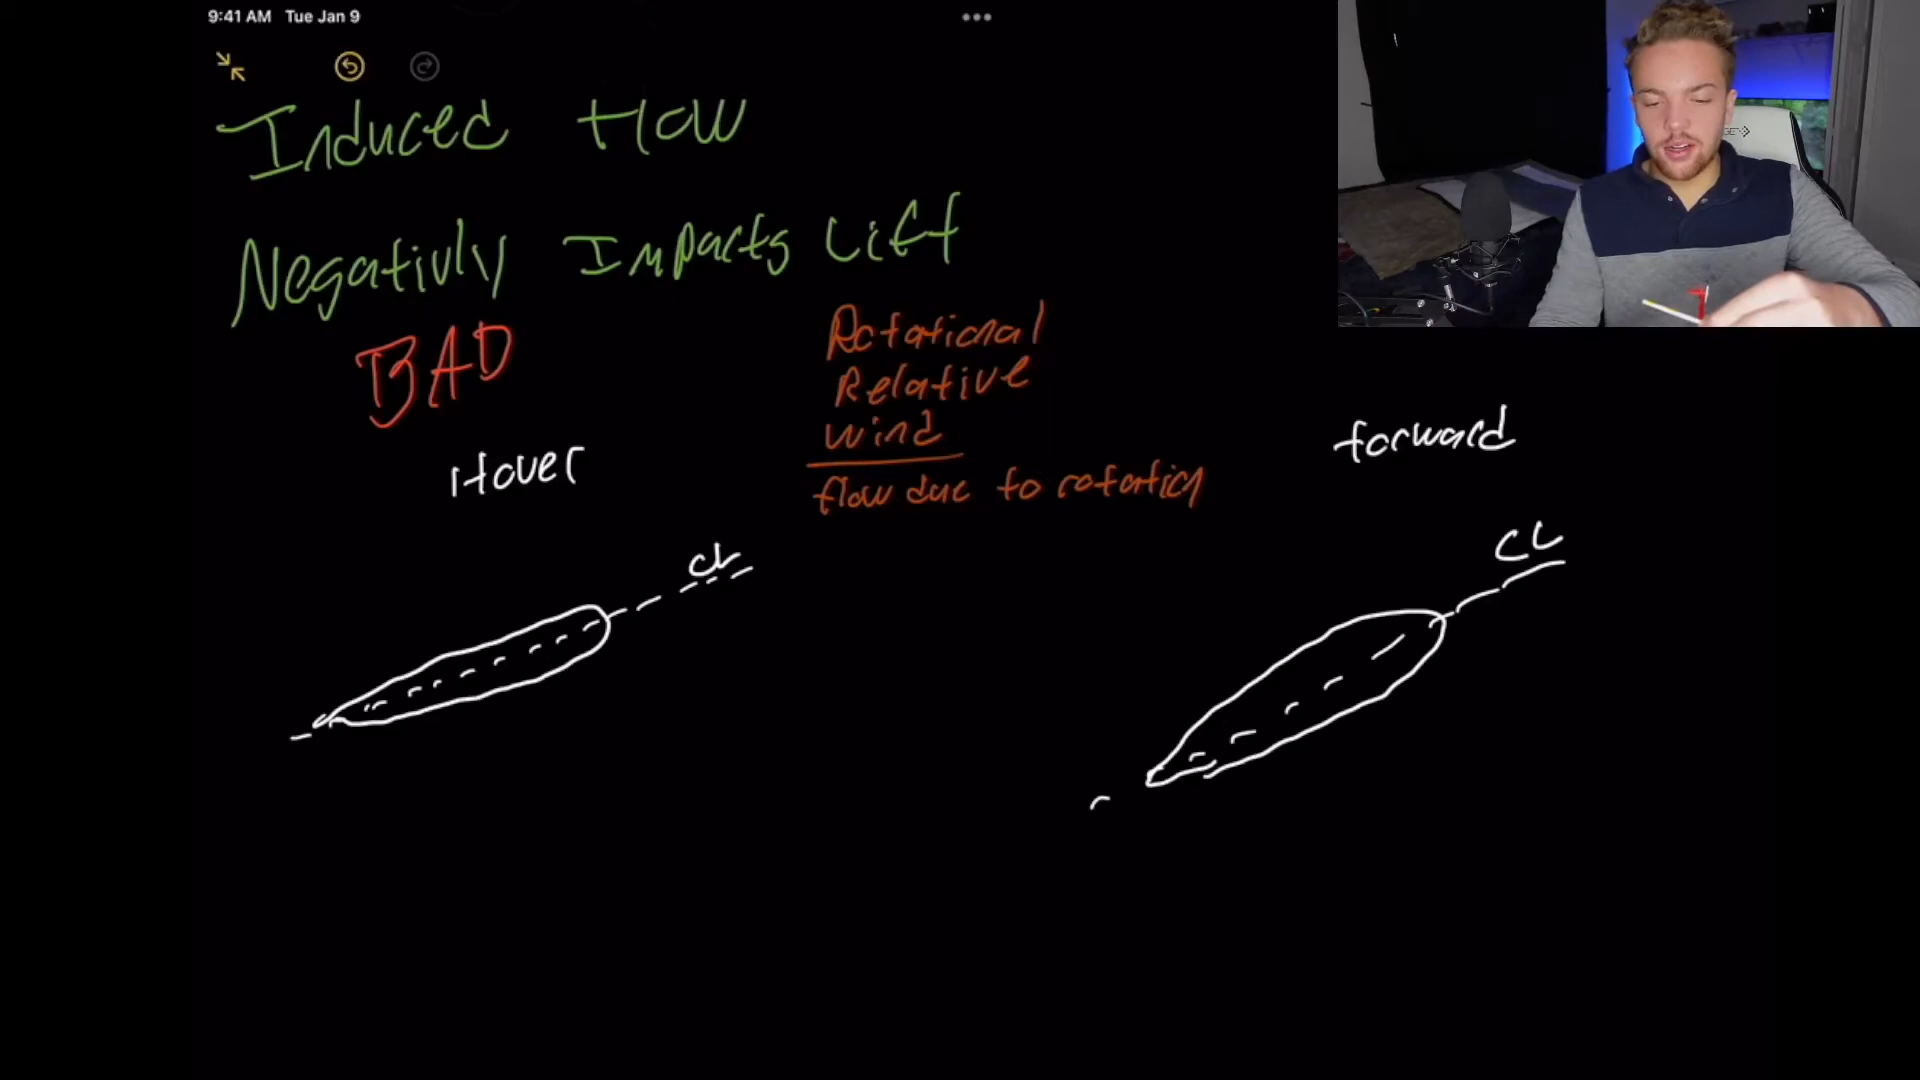 9:41 AM Tue Jan 9
Induced flow
Negativly Impacts Lift
BAD
Rotational
Relative
Wind
flow due to rotation
Hover
forward
CL
CL